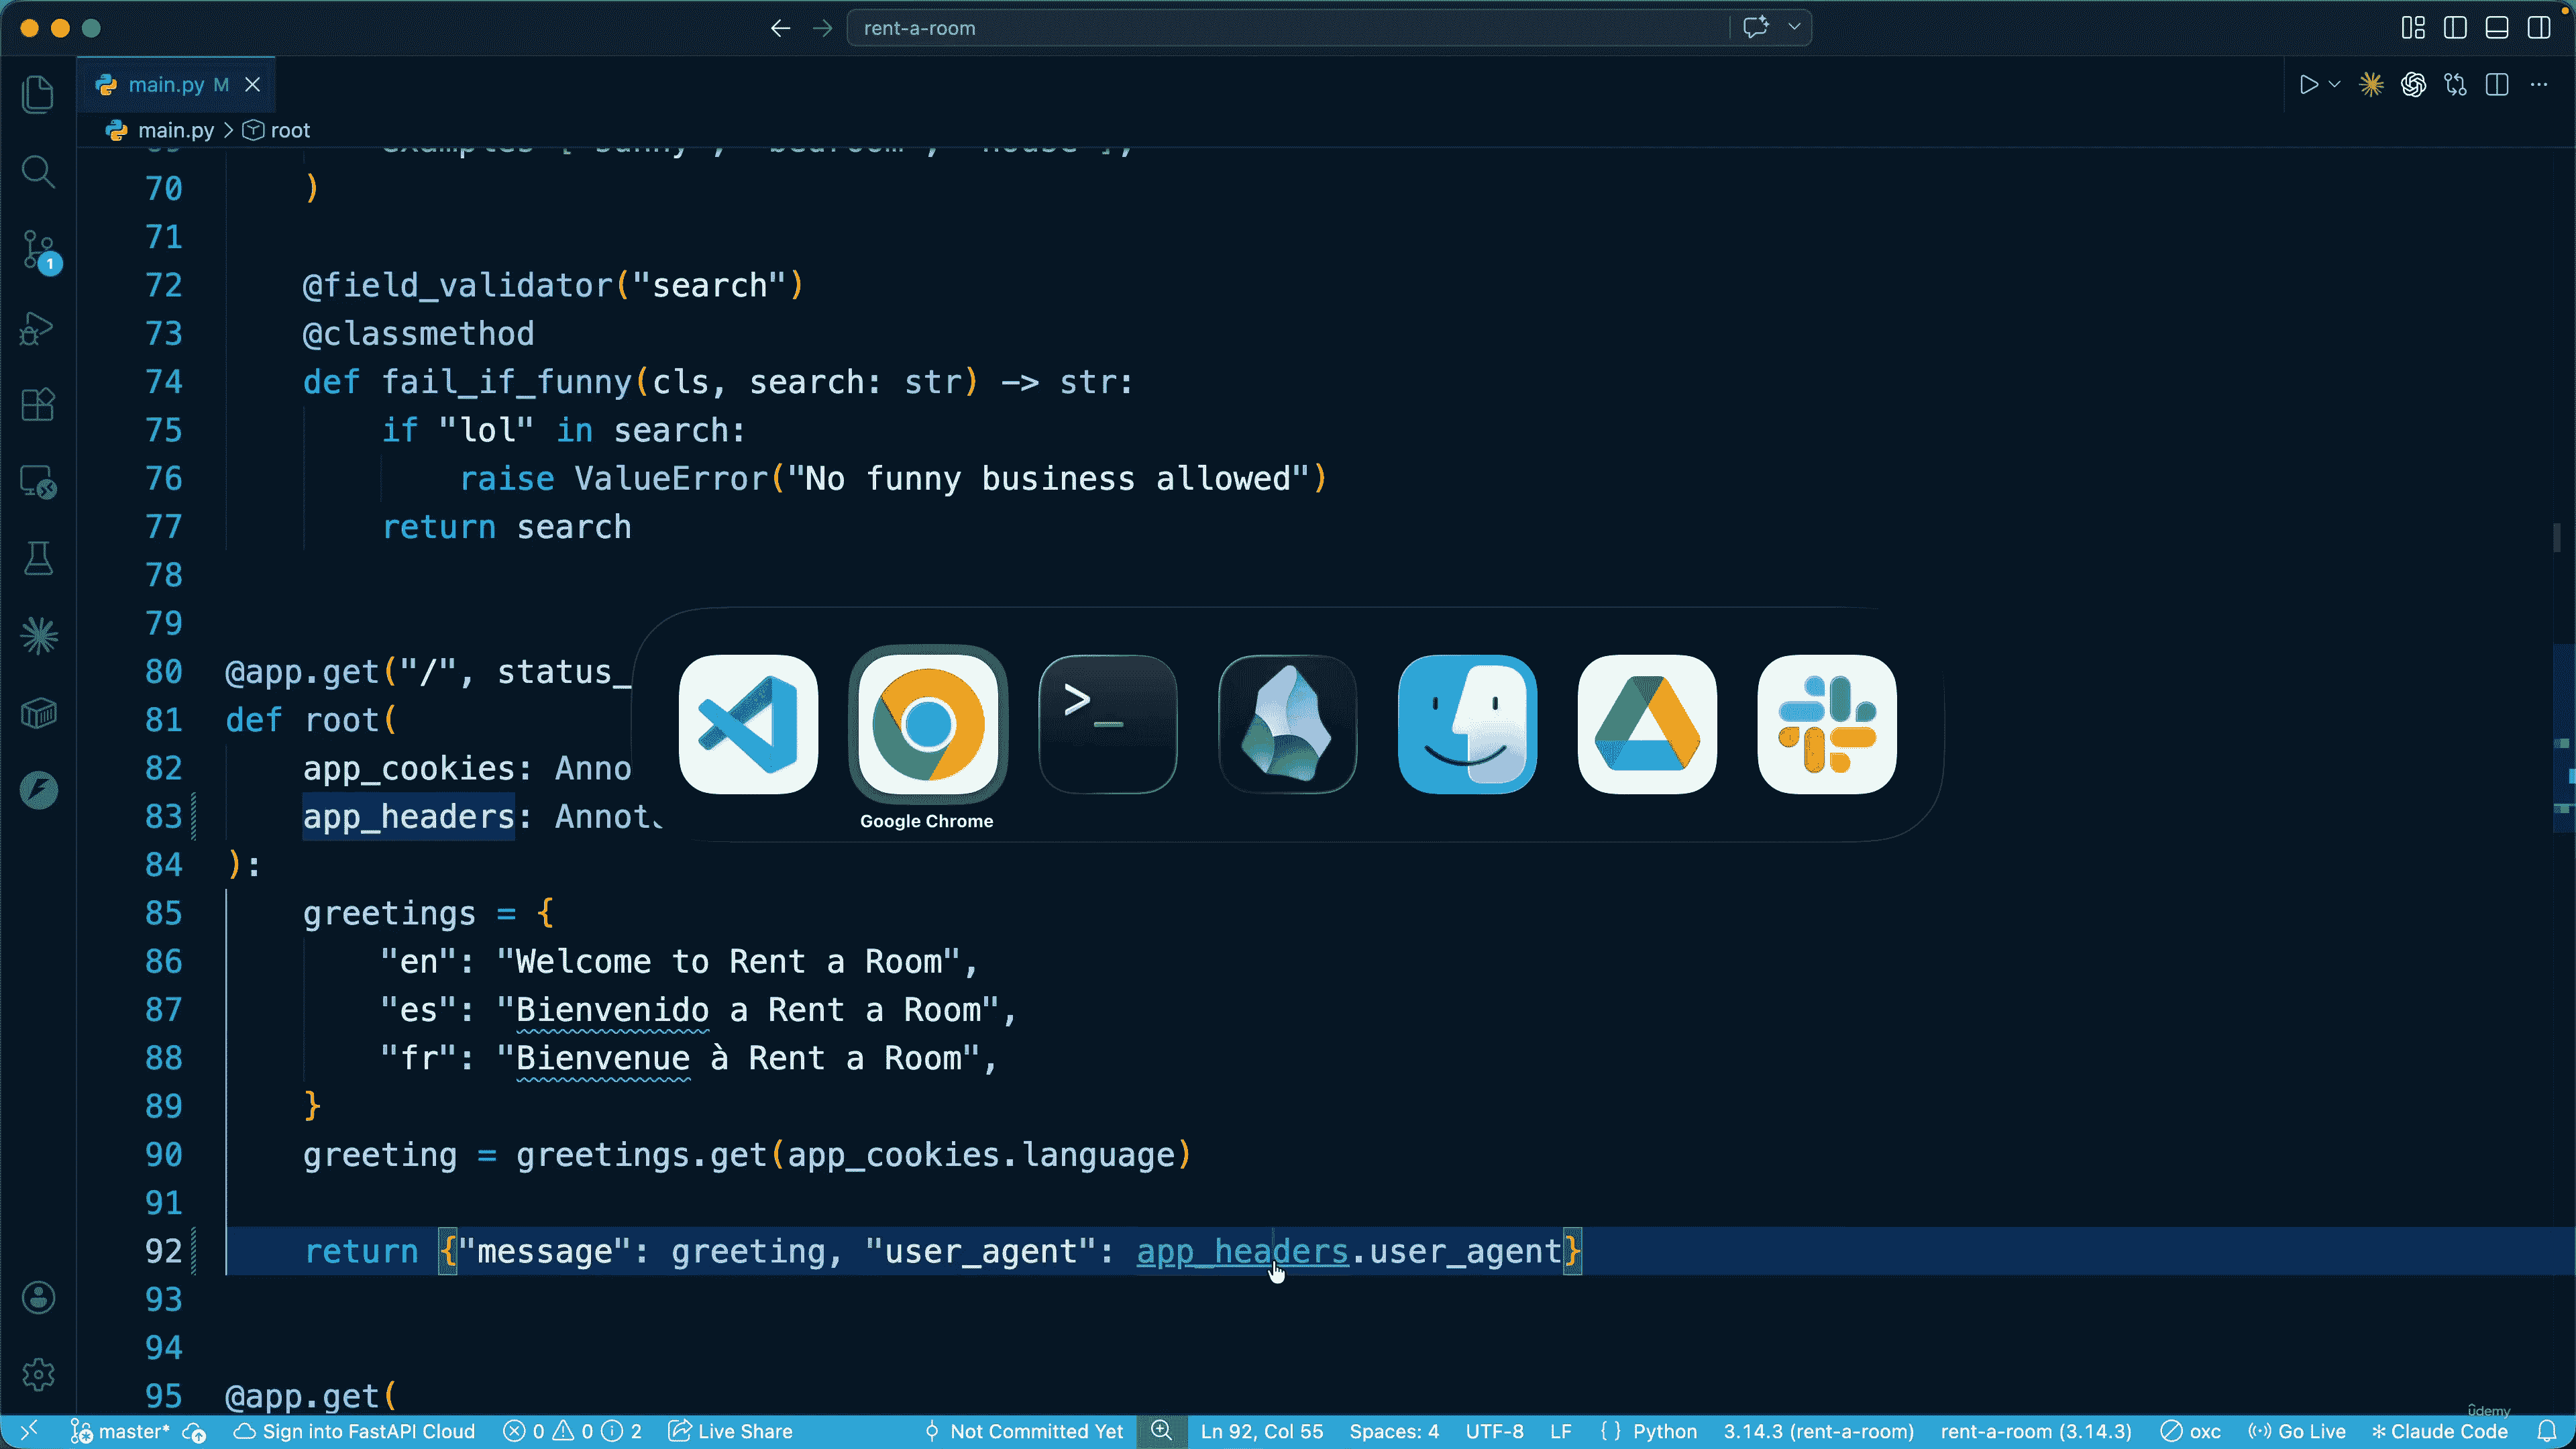 rent-a-room
main.py M
main.py > root
70 )
71
72 @field_validator("search")
73 @classmethod
74 def fail_if_funny(cls, search: str) -> str:
75 if "lol" in search:
76 raise ValueError("No funny business allowed")
77 return search
78
79
80 @app.get("/", status_
81 def root(
82 app_cookies: Anno
83 app_headers: Annot
84 ):
85 greetings = {
86 "en": "Welcome to Rent a Room",
87 "es": "Bienvenido a Rent a Room",
88 "fr": "Bienvenue à Rent a Room",
89 }
90 greeting = greetings.get(app_cookies.language)
91
92 return {"message": greeting, "user_agent": app_headers.user_agent}
93
94
95 @app.get(
Google Chrome
1
udemy
master* Sign into FastAPI Cloud 0 0 2 Live Share Not Committed Yet Ln 92, Col 55 Spaces: 4 UTF-8 LF { } Python 3.14.3 (rent-a-room) rent-a-room (3.14.3) oxc Go Live Claude Code